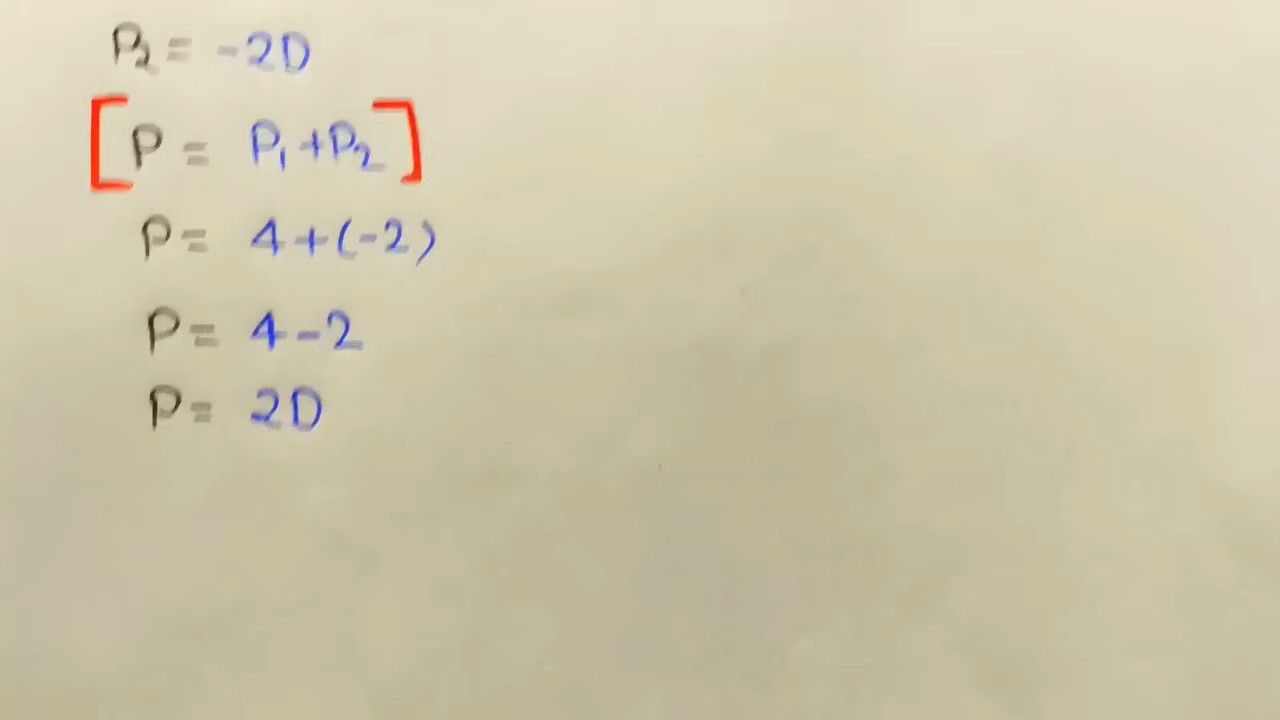 P₂ = -2D
[P = P₁+P₂]
P = 4+(-2)
P = 4-2
P = 2D